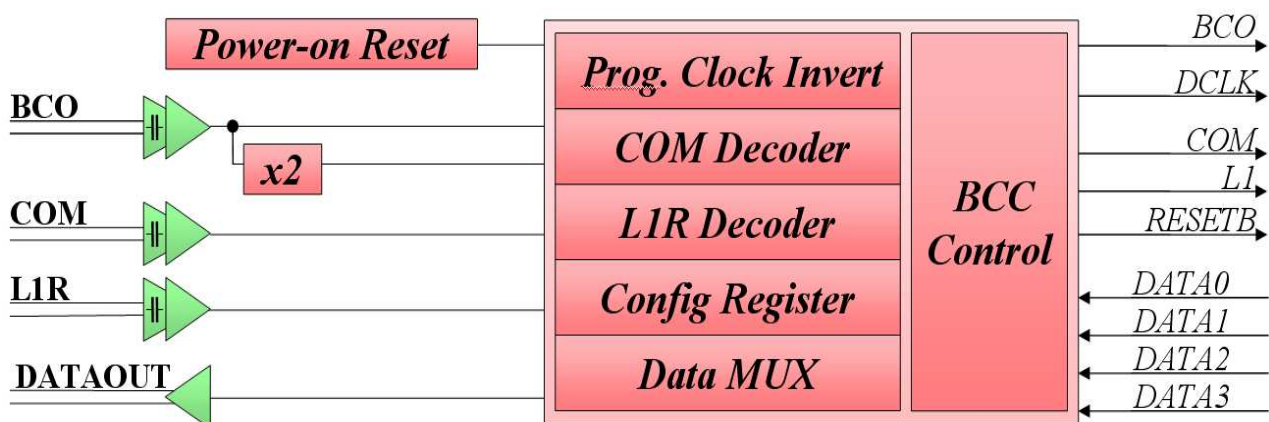 Power-on Reset
BCO
x2
COM
L1R
DATAOUT
Prog. Clock Invert
COM Decoder
L1R Decoder
Config Register
Data MUX
BCC
Control
BCO
DCLK
COM
L1
RESETB
DATA0
DATA1
DATA2
DATA3